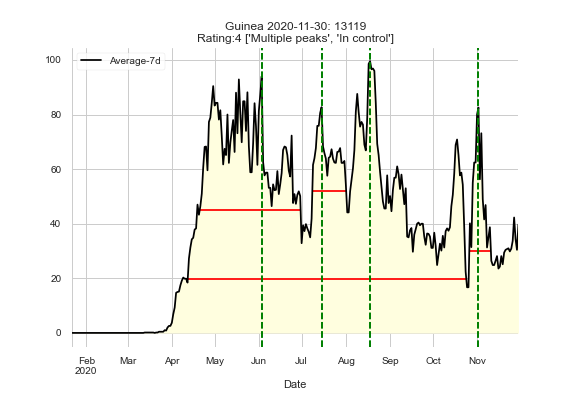 Guinea 2020-11-30: 13119
Rating:4 ['Multiple peaks', 'In control']
Average-7d
100
80
60
40
20
0
Feb Mar Apr May Jun Jul Aug Sep Oct Nov
2020
Date